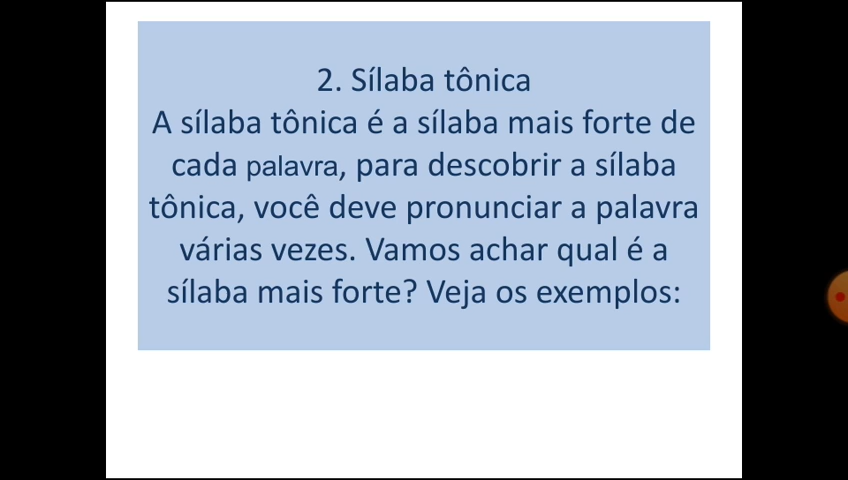 2. Sílaba tônica
A sílaba tônica é a sílaba mais forte de
cada palavra, para descobrir a sílaba
tônica, você deve pronunciar a palavra
várias vezes. Vamos achar qual é a
sílaba mais forte? Veja os exemplos: